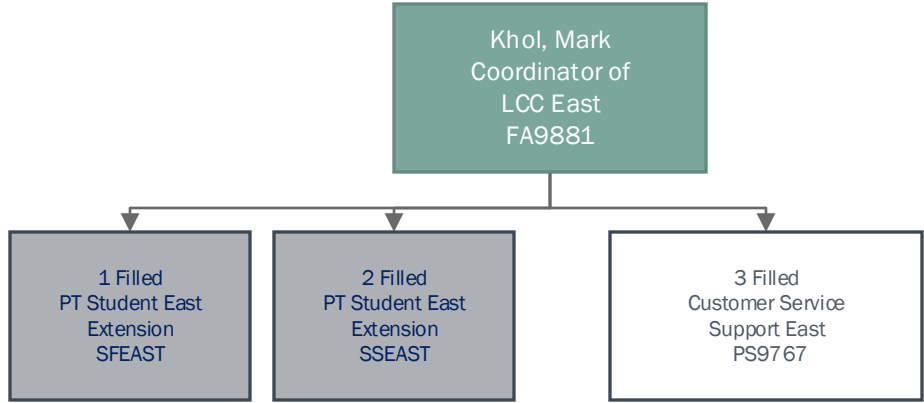 Khol, Mark
Coordinator of
LCC East
FA9881
1 Filled
PT Student East
Extension
SFEAST
2 Filled
PT Student East
Extension
SSEAST
3 Filled
Customer Service
Support East
PS9767